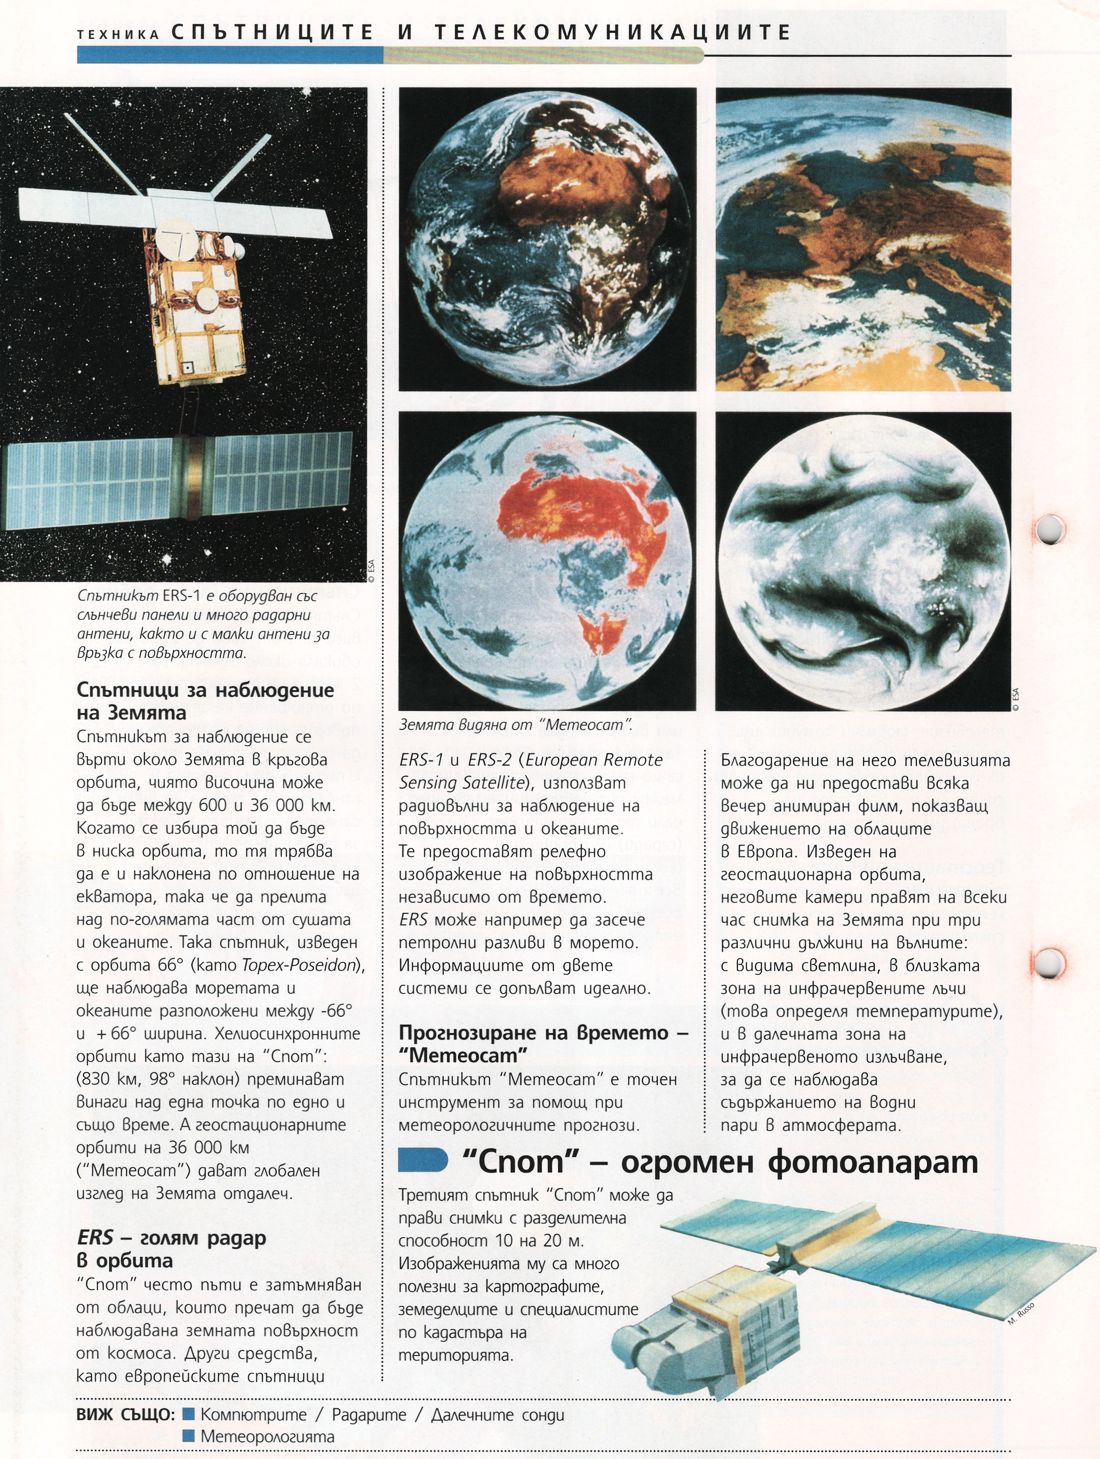 ТЕХНИКА СПЪТНИЦИТЕ И ТЕЛЕКОМУНИКАЦИИТЕ
© ESA
Спътникът ERS-1 е оборудван със
слънчеви панели и много радарни
антени, както и с малки антени за
връзка с повърхността.
Спътници за наблюдение
на Земята
Спътникът за наблюдение се
върти около Земята в кръгова
орбита, чиято височина може
да бъде между 600 и 36 000 км.
Когато се избира той да бъде
в ниска орбита, то тя трябва
да е и наклонена по отношение на
екватора, така че да прелита
над по-голямата част от сушата
и океаните. Така спътник, изведен
с орбита 66° (като Topex-Poseidon),
ще наблюдава моретата и
океаните разположени между -66°
и +66° ширина. Хелиосинхронните
орбити като тази на “Спот”:
(830 км, 98° наклон) преминават
винаги над една точка по едно и
също време. А геостационарните
орбити на 36 000 км
(“Метеосат”) дават глобален
изглед на Земята отдалеч.
ERS – голям радар
в орбита
“Спот” често пъти е затъмняван
от облаци, които пречат да бъде
наблюдавана земната повърхност
от космоса. Други средства,
като европейските спътници
© ESA
Земята видяна от “Метеосат”.
ERS-1 и ERS-2 (European Remote
Sensing Satellite), използват
радиовълни за наблюдение на
повърхността и океаните.
Те предоставят релефно
изображение на повърхността
независимо от времето.
ERS може например да засече
петролни разливи в морето.
Информациите от двете
системи се допълват идеално.
Прогнозиране на времето –
“Метеосат”
Спътникът “Метеосат” е точен
инструмент за помощ при
метеорологичните прогнози.
Благодарение на него телевизията
може да ни предостави всяка
вечер анимиран филм, показващ
движението на облаците
в Европа. Изведен на
геостационарна орбита,
неговите камери правят на всеки
час снимка на Земята при три
различни дължини на вълните:
с видима светлина, в близката
зона на инфрачервените лъчи
(това определя температурите),
и в далечната зона на
инфрачервеното излъчване,
за да се наблюдава
съдържанието на водни
пари в атмосферата.
“Спот” – огромен фотоапарат
Третият спътник “Спот” може да
прави снимки с разделителна
способност 10 на 20 м.
Изображенията му са много
полезни за картографите,
земеделците и специалистите
по кадастъра на
територията.
M. Russo
ВИЖ СЪЩО: Компютрите / Радарите / Далечните сонди
Метеорологията